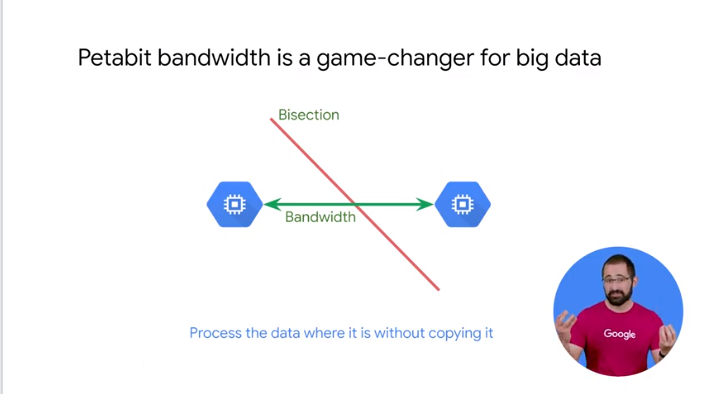 Petabit bandwidth is a game-changer for big data
Bisection
Bandwidth
Process the data where it is without copying it
Google